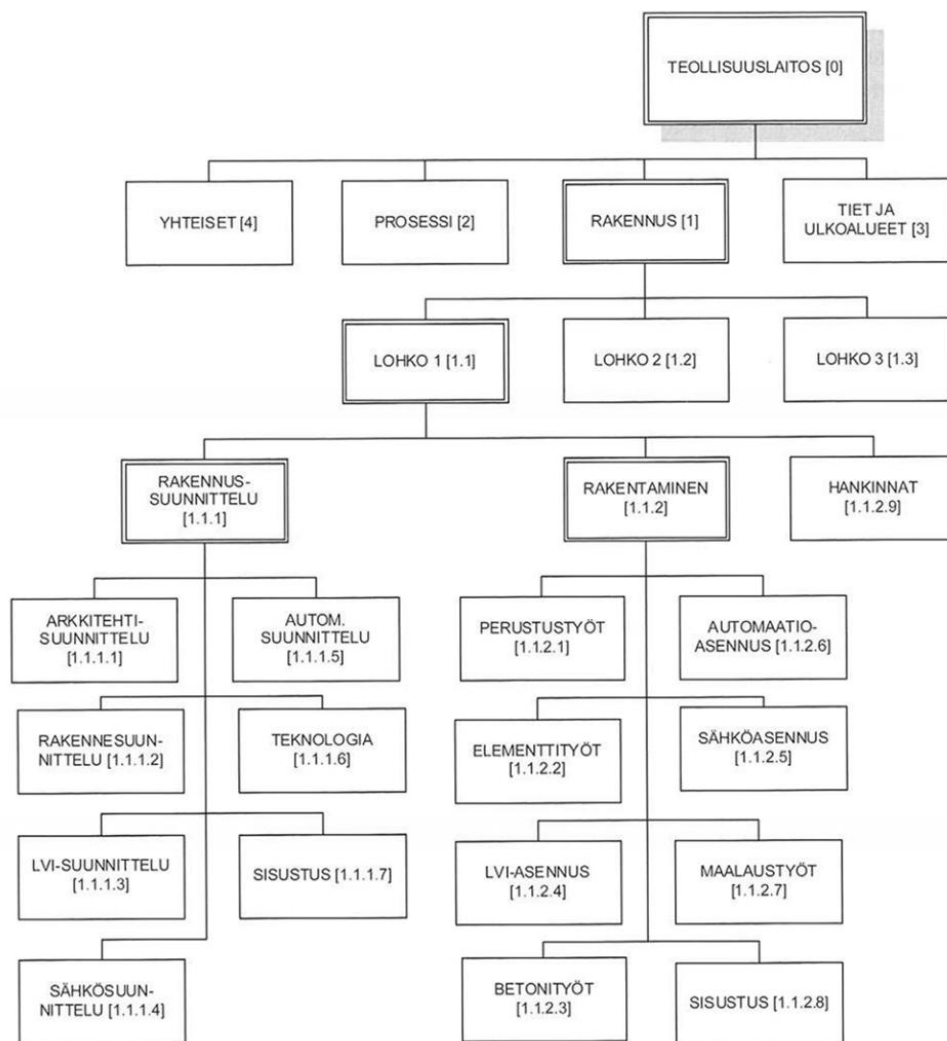 TEOLLISUUSLAITOS [0]
YHTEISET [4]
PROSESSI [2]
RAKENNUS [1]
TIET JA
ULKOALUEET [3]
LOHKO 1 [1.1]
LOHKO 2 [1.2]
LOHKO 3 [1.3]
RAKENNUS-
SUUNNITTELU
[1.1.1]
RAKENTAMINEN
[1.1.2]
HANKINNAT
[1.1.2.9]
ARKKITEHTI-
SUUNNITTELU
[1.1.1.1]
AUTOM.
SUUNNITTELU
[1.1.1.5]
PERUSTUSTYÖT
[1.1.2.1]
AUTOMAATIO-
ASENNUS [1.1.2.6]
RAKENNESUUN-
NITTELU [1.1.1.2]
TEKNOLOGIA
[1.1.1.6]
ELEMENTTITYÖT
[1.1.2.2]
SÄHKÖASENNUS
[1.1.2.5]
LVI-SUUNNITTELU
[1.1.1.3]
SISUSTUS [1.1.1.7]
LVI-ASENNUS
[1.1.2.4]
MAALAUSTYÖT
[1.1.2.7]
SÄHKÖSUUN-
NITTELU [1.1.1.4]
BETONITYÖT
[1.1.2.3]
SISUSTUS [1.1.2.8]